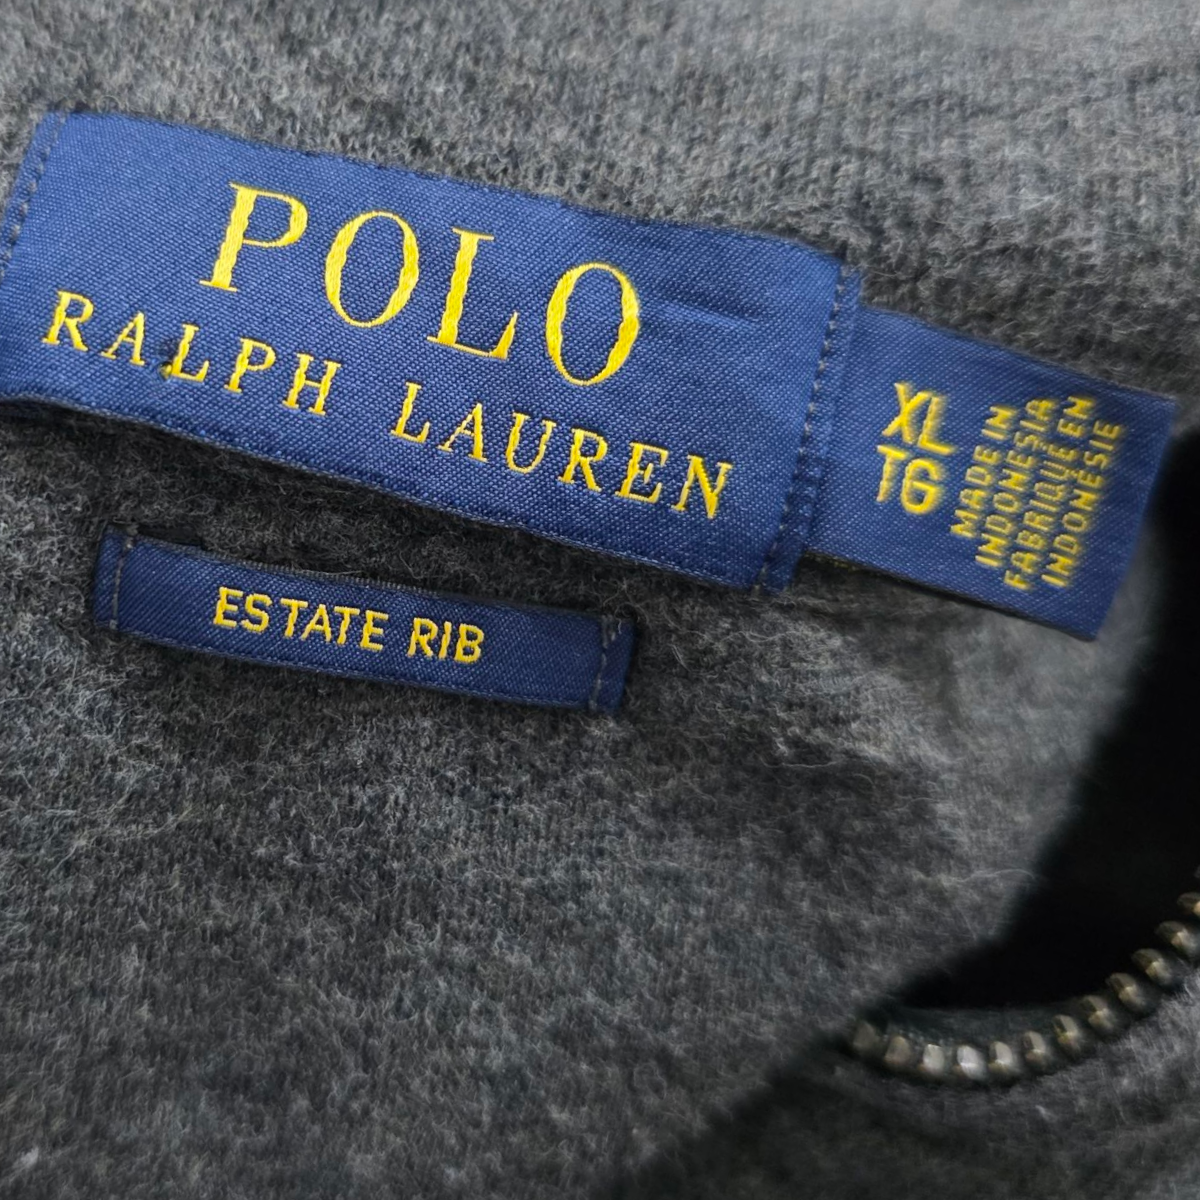 POLO
RALPH LAUREN
XL
TG
MADE IN
INDONESIA
FABRIQUÉ EN
INDONÉSIE
ESTATE RIB